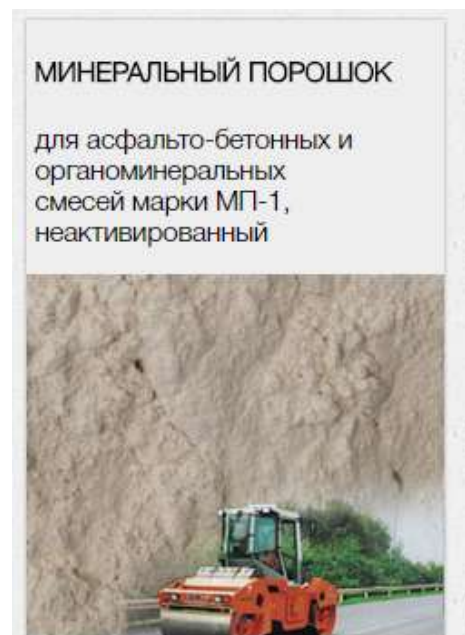 МИНЕРАЛЬНЫЙ ПОРОШОК
для асфальто-бетонных и
органоминеральных
смесей марки МП-1,
неактивированный